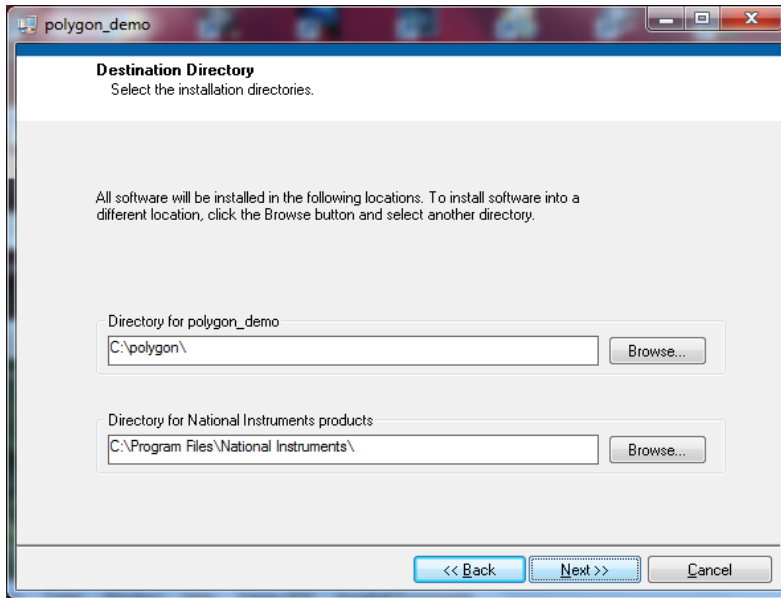 polygon_demo
Destination Directory
Select the installation directories.
All software will be installed in the following locations. To install software into a
different location, click the Browse button and select another directory.
Directory for polygon_demo
C:\polygon\
Browse...
Directory for National Instruments products
C:\Program Files\National Instruments\
Browse...
<< Back
Next >>
Cancel